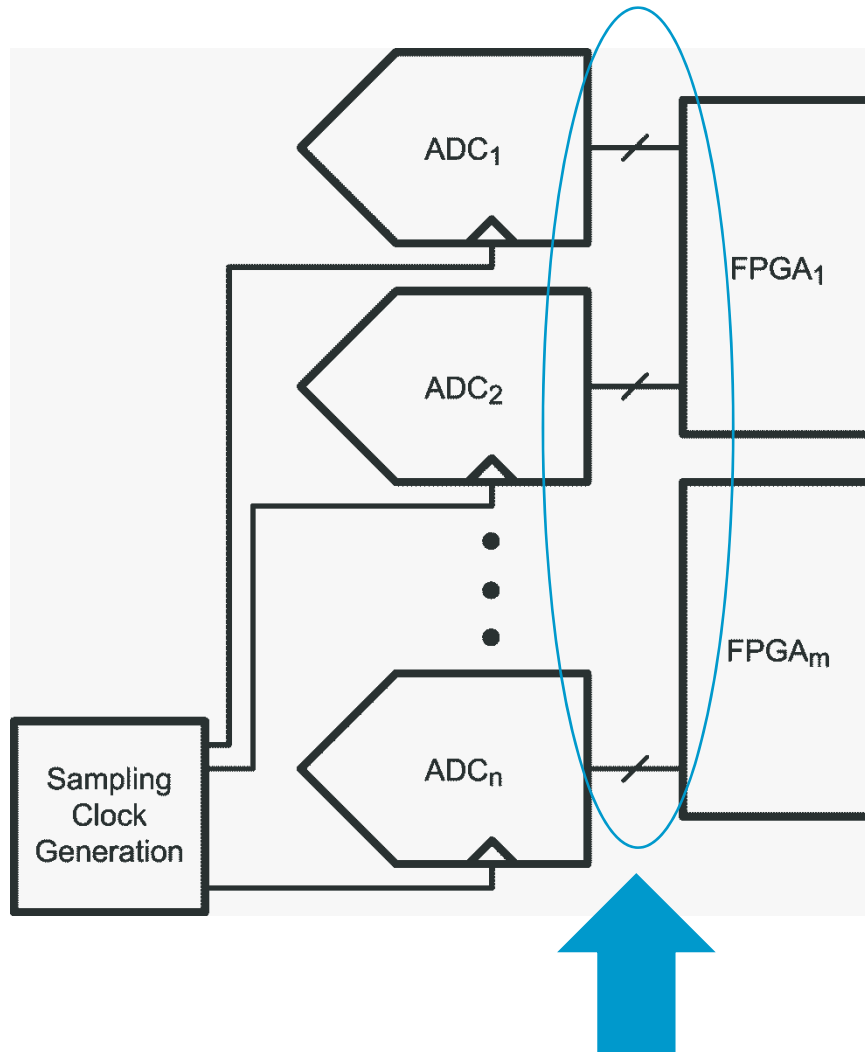 ADC1
FPGA1
ADC2
FPGAm
ADCn
Sampling
Clock
Generation